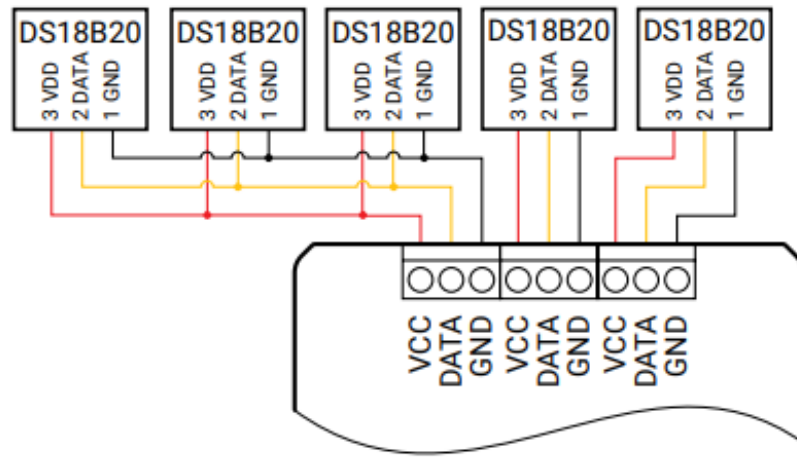 DS18B20
3 VDD
2 DATA
1 GND
DS18B20
3 VDD
2 DATA
1 GND
DS18B20
3 VDD
2 DATA
1 GND
DS18B20
3 VDD
2 DATA
1 GND
DS18B20
3 VDD
2 DATA
1 GND
VCC
DATA
GND
VCC
DATA
GND
VCC
DATA
GND